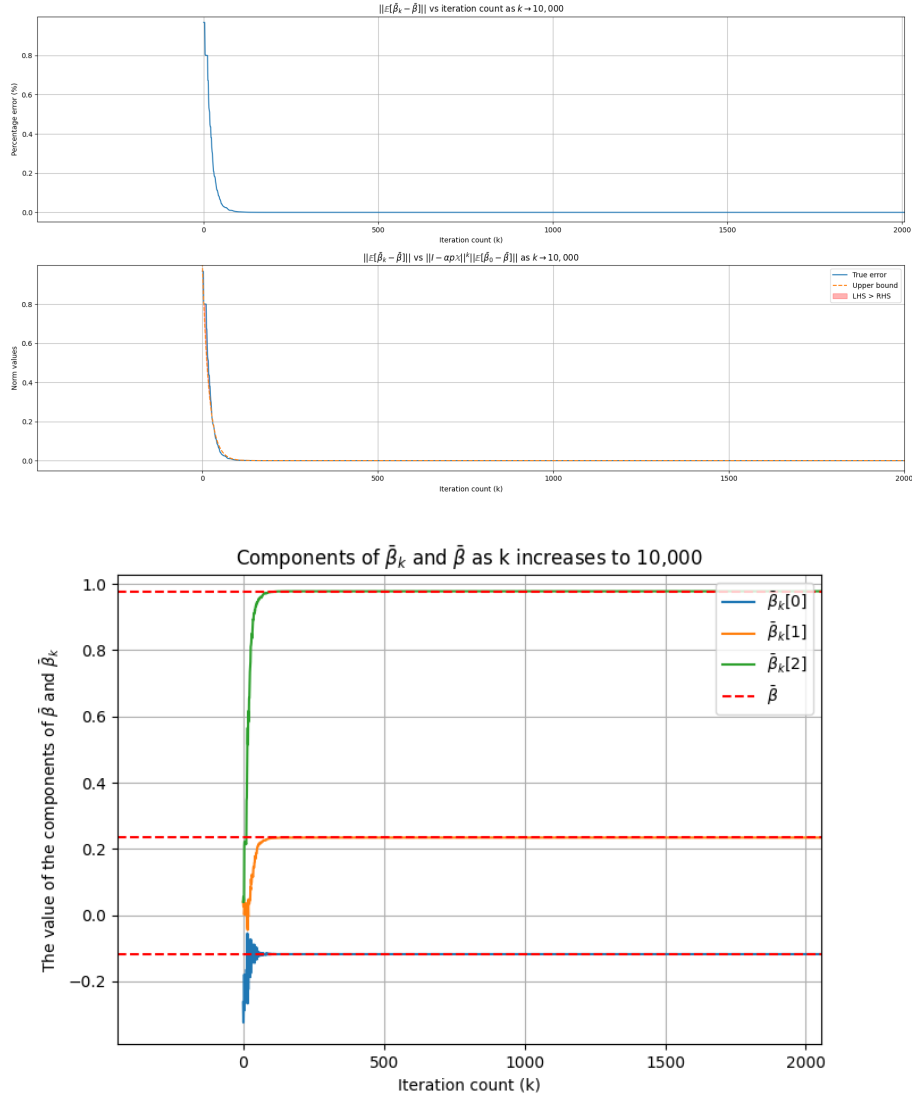 ||𝔼[β̃ₖ − β̄]|| vs iteration count as k → 10,000
Percentage error (%)
0.8
0.6
0.4
0.2
0.0
0
500
1000
1500
2000
Iteration count (k)
||𝔼[β̃ₖ − β̄]|| vs ||I − αp𝕏||ᵏ||𝔼[β̃₀ − β̄]|| as k → 10,000
Norm values
0.8
0.6
0.4
0.2
0.0
True error
Upper bound
LHS > RHS
0
500
1000
1500
2000
Iteration count (k)
Components of β̄ₖ and β̄ as k increases to 10,000
The value of the components of β̄ and β̄ₖ
1.0
0.8
0.6
0.4
0.2
0.0
−0.2
β̄ₖ[0]
β̄ₖ[1]
β̄ₖ[2]
β̄
0
500
1000
1500
2000
Iteration count (k)